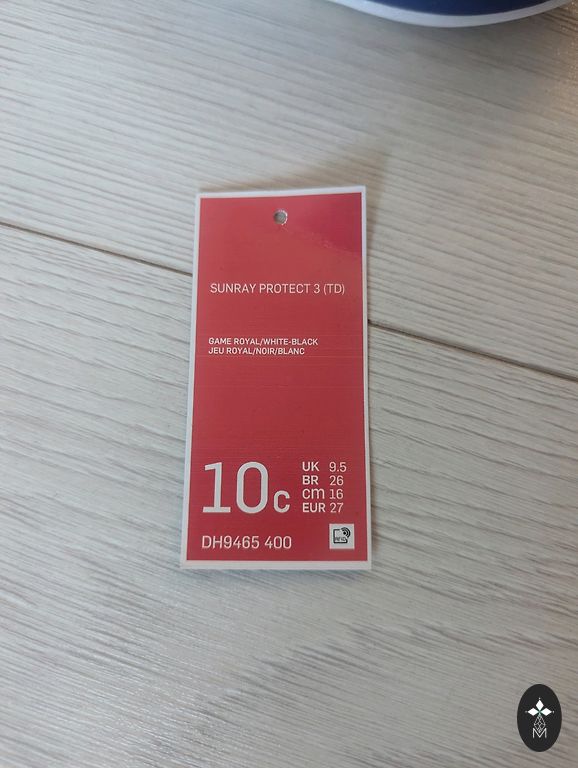 SUNRAY PROTECT 3 (TD)
GAME ROYAL/WHITE-BLACK
JEU ROYAL/NOIR/BLANC
10c
UK 9.5
BR 26
cm 16
EUR 27
DH9465 400
RFID
M